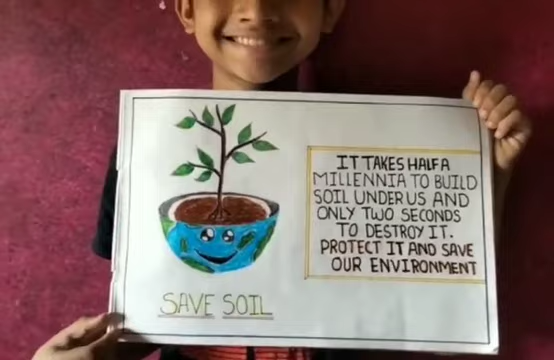 IT TAKES HALF A
MILLENNIA TO BUILD
SOIL UNDER US AND
ONLY TWO SECONDS
TO DESTROY IT.
PROTECT IT AND SAVE
OUR ENVIRONMENT
SAVE SOIL